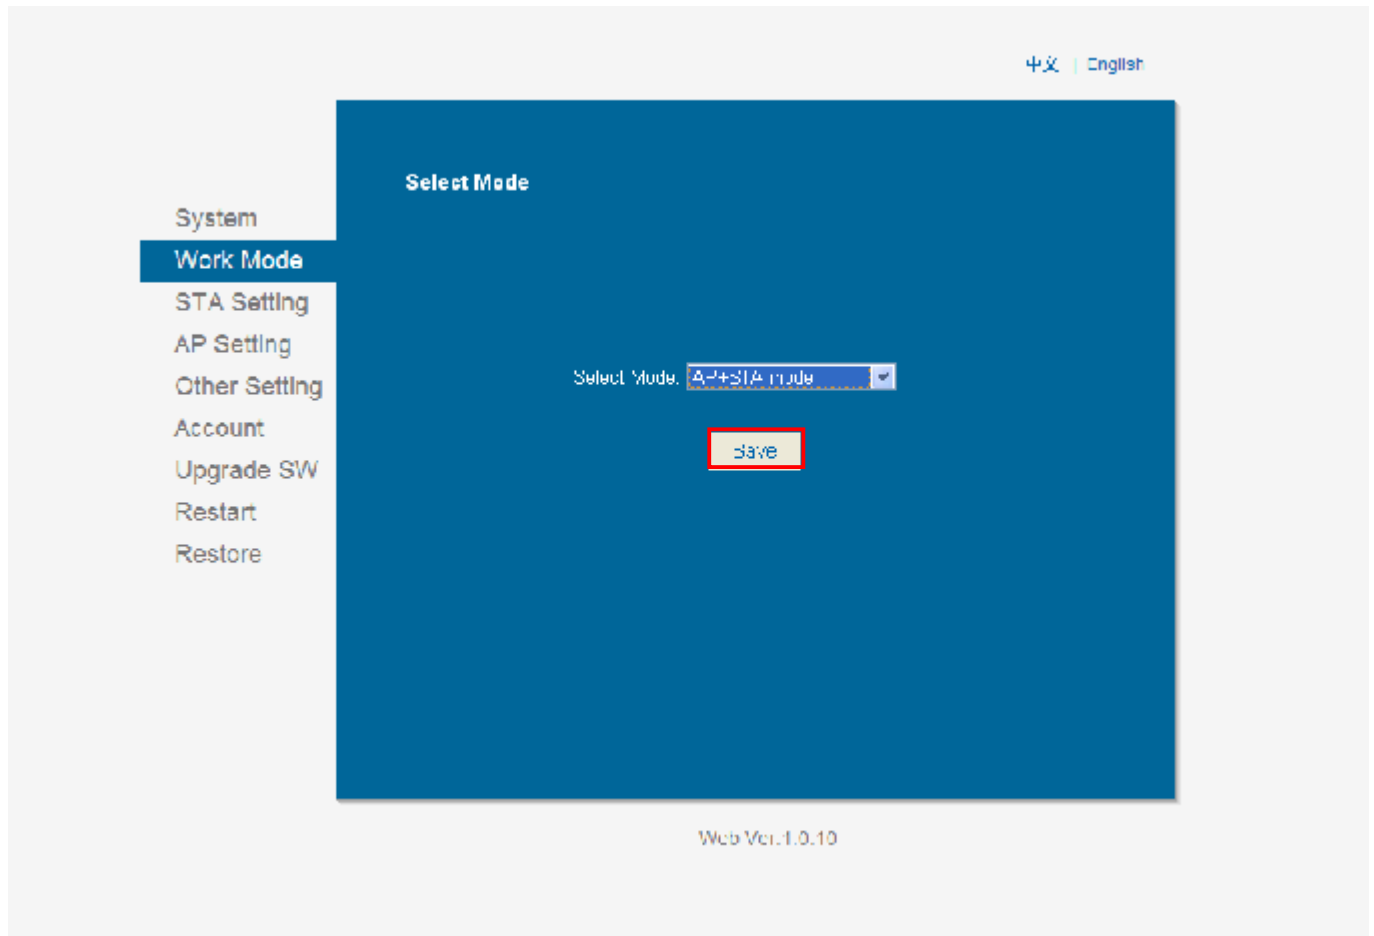 中文 | English
Select Mode
System
Work Mode
STA Setting
AP Setting
Other Setting
Account
Upgrade SW
Restart
Restore
Select Mode: AP+STA mode
Save
Web Ver:1.0.10